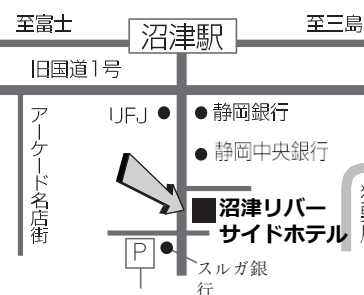 至富士
至三島
沼津駅
旧国道1号
UFJ
静岡銀行
静岡中央銀行
アーケード名店街
沼津リバー
サイドホテル
P
スルガ銀
行